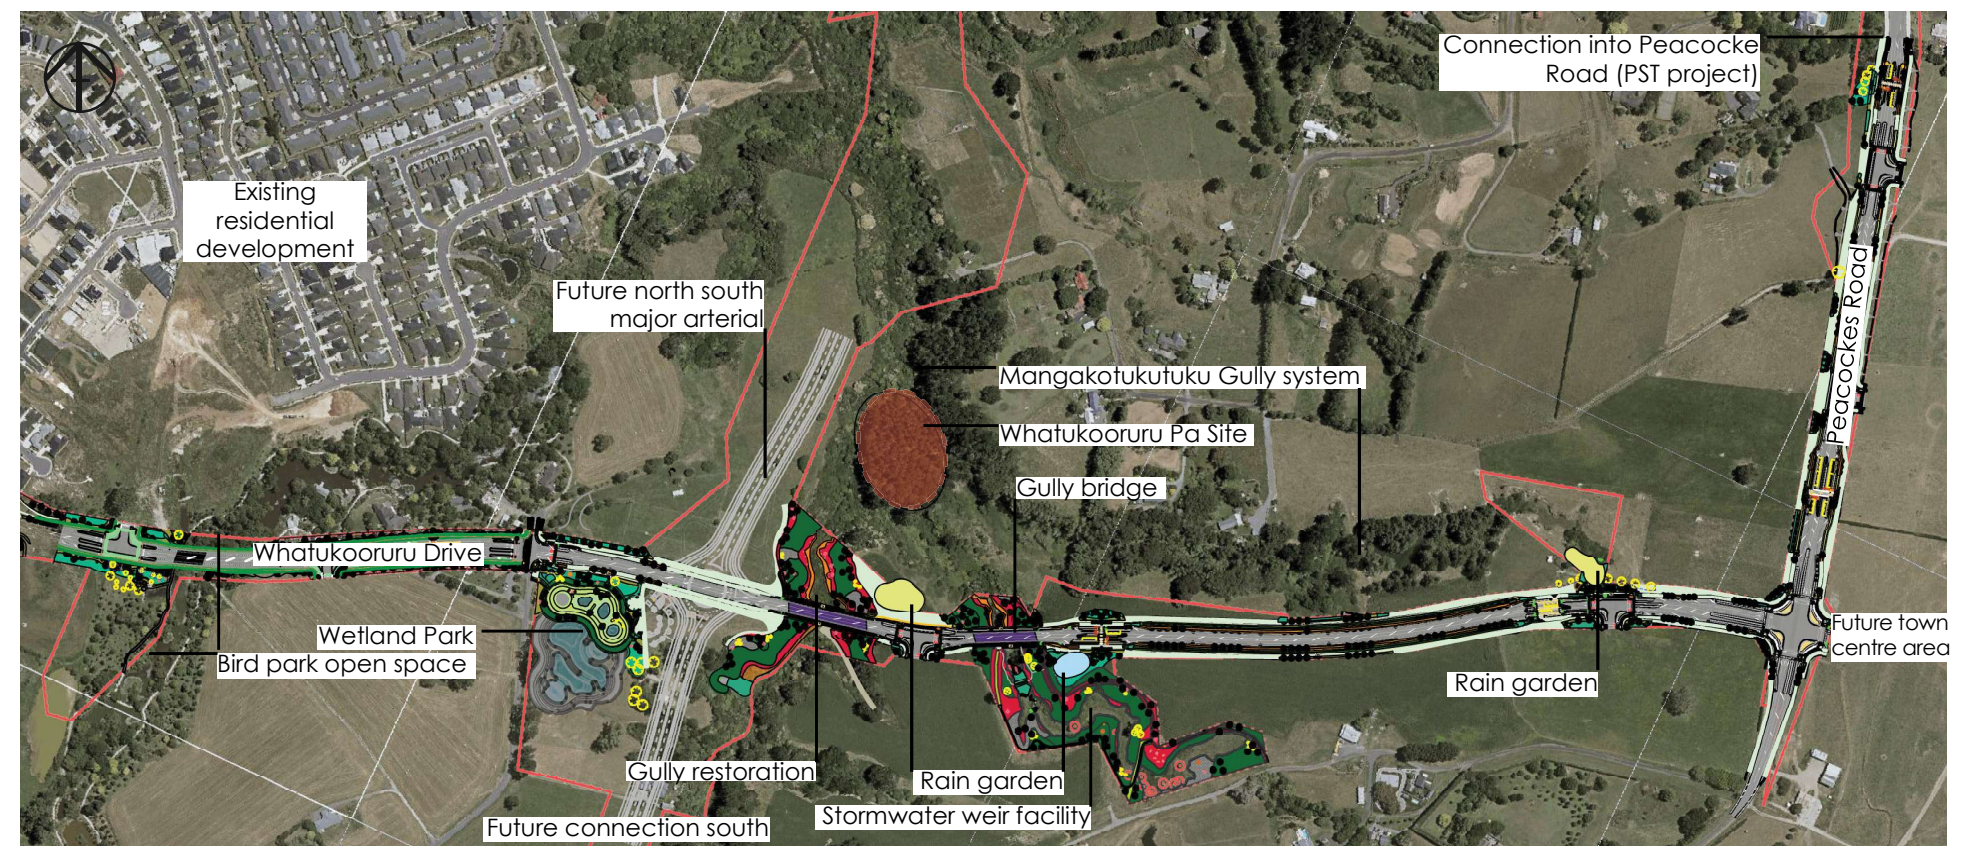 Connection into Peacocke
Road (PST project)
Existing
residential
development
Future north south
major arterial
Mangakotukutuku Gully system
Whatukooruru Pa Site
Peacockes Road
Gully bridge
Whatukooruru Drive
Wetland Park
Bird park open space
Future town
centre area
Rain garden
Gully restoration
Rain garden
Stormwater weir facility
Future connection south